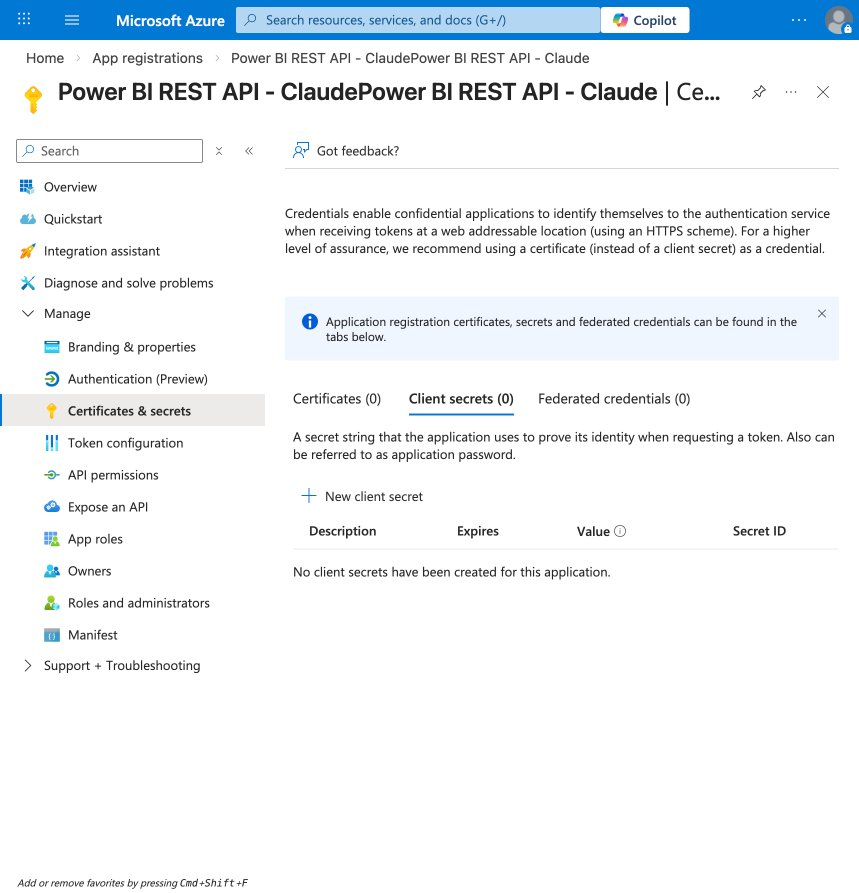 Microsoft Azure
Search resources, services, and docs (G+/)
Copilot
Home > App registrations > Power BI REST API - ClaudePower BI REST API - Claude
Power BI REST API - ClaudePower BI REST API - Claude | Ce...
Search
Got feedback?
Overview
Quickstart
Integration assistant
Diagnose and solve problems
Manage
Branding & properties
Authentication (Preview)
Certificates & secrets
Token configuration
API permissions
Expose an API
App roles
Owners
Roles and administrators
Manifest
Support + Troubleshooting
Credentials enable confidential applications to identify themselves to the authentication service
when receiving tokens at a web addressable location (using an HTTPS scheme). For a higher
level of assurance, we recommend using a certificate (instead of a client secret) as a credential.
Application registration certificates, secrets and federated credentials can be found in the
tabs below.
Certificates (0) Client secrets (0) Federated credentials (0)
A secret string that the application uses to prove its identity when requesting a token. Also can
be referred to as application password.
New client secret
Description Expires Value Secret ID
No client secrets have been created for this application.
Add or remove favorites by pressing Cmd+Shift+F